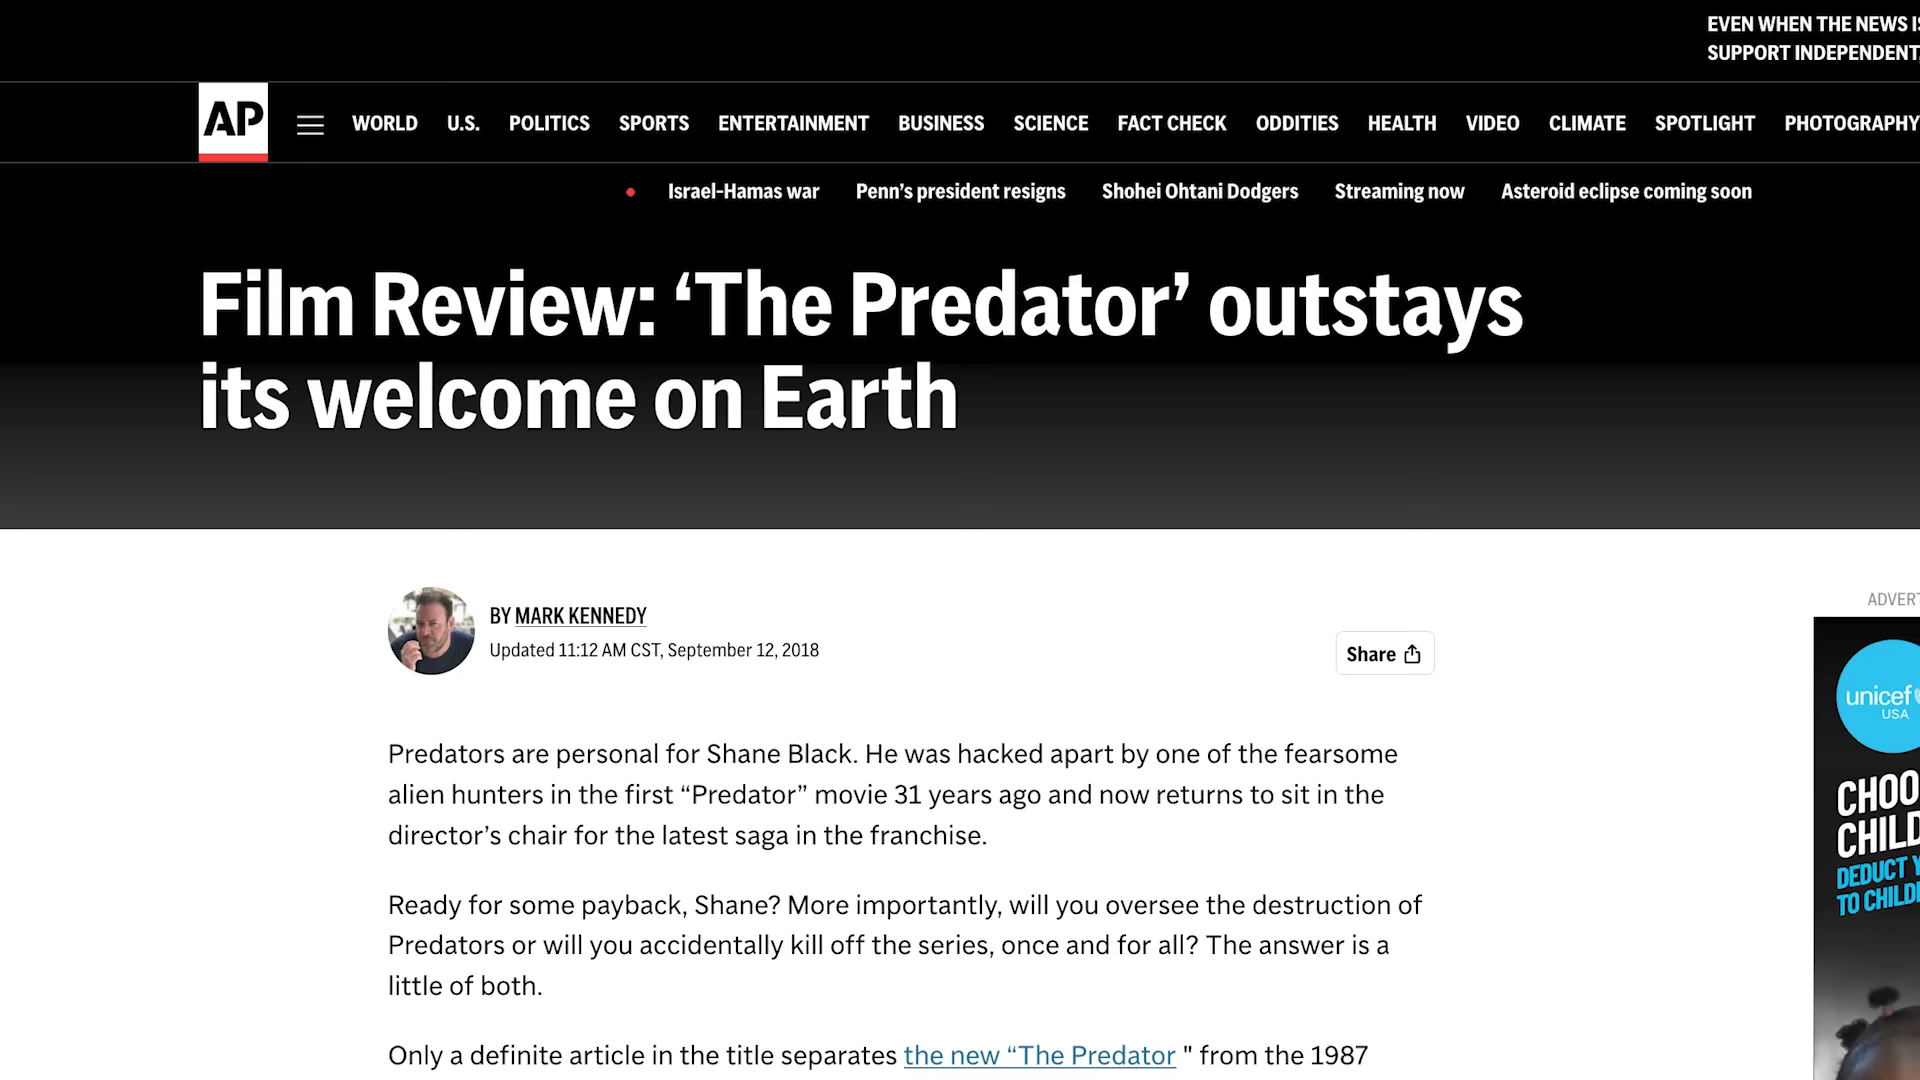 EVEN WHEN THE NEWS
SUPPORT INDEPENDENT,
AP
WORLD U.S. POLITICS SPORTS ENTERTAINMENT BUSINESS SCIENCE FACT CHECK ODDITIES HEALTH VIDEO CLIMATE SPOTLIGHT PHOTOGRAPHY
Israel-Hamas war Penn’s president resigns Shohei Ohtani Dodgers Streaming now Asteroid eclipse coming soon
Film Review: ‘The Predator’ outstays
its welcome on Earth
BY MARK KENNEDY
Updated 11:12 AM CST, September 12, 2018
Share
ADVERT
unicef
USA
Predators are personal for Shane Black. He was hacked apart by one of the fearsome
alien hunters in the first “Predator” movie 31 years ago and now returns to sit in the
director’s chair for the latest saga in the franchise.
Ready for some payback, Shane? More importantly, will you oversee the destruction of
Predators or will you accidentally kill off the series, once and for all? The answer is a
little of both.
Only a definite article in the title separates the new “The Predator " from the 1987
CHOO
CHILD
DEDUCT
TO CHILD